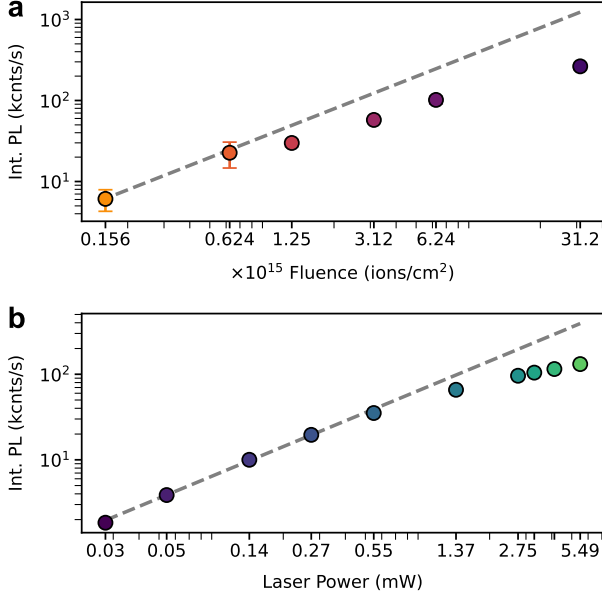 a
Int. PL (kcnts/s)
10³
10²
10¹
0.156 0.624 1.25 3.12 6.24 31.2
×10¹⁵ Fluence (ions/cm²)
b
Int. PL (kcnts/s)
10²
10¹
0.03 0.05 0.14 0.27 0.55 1.37 2.75 5.49
Laser Power (mW)